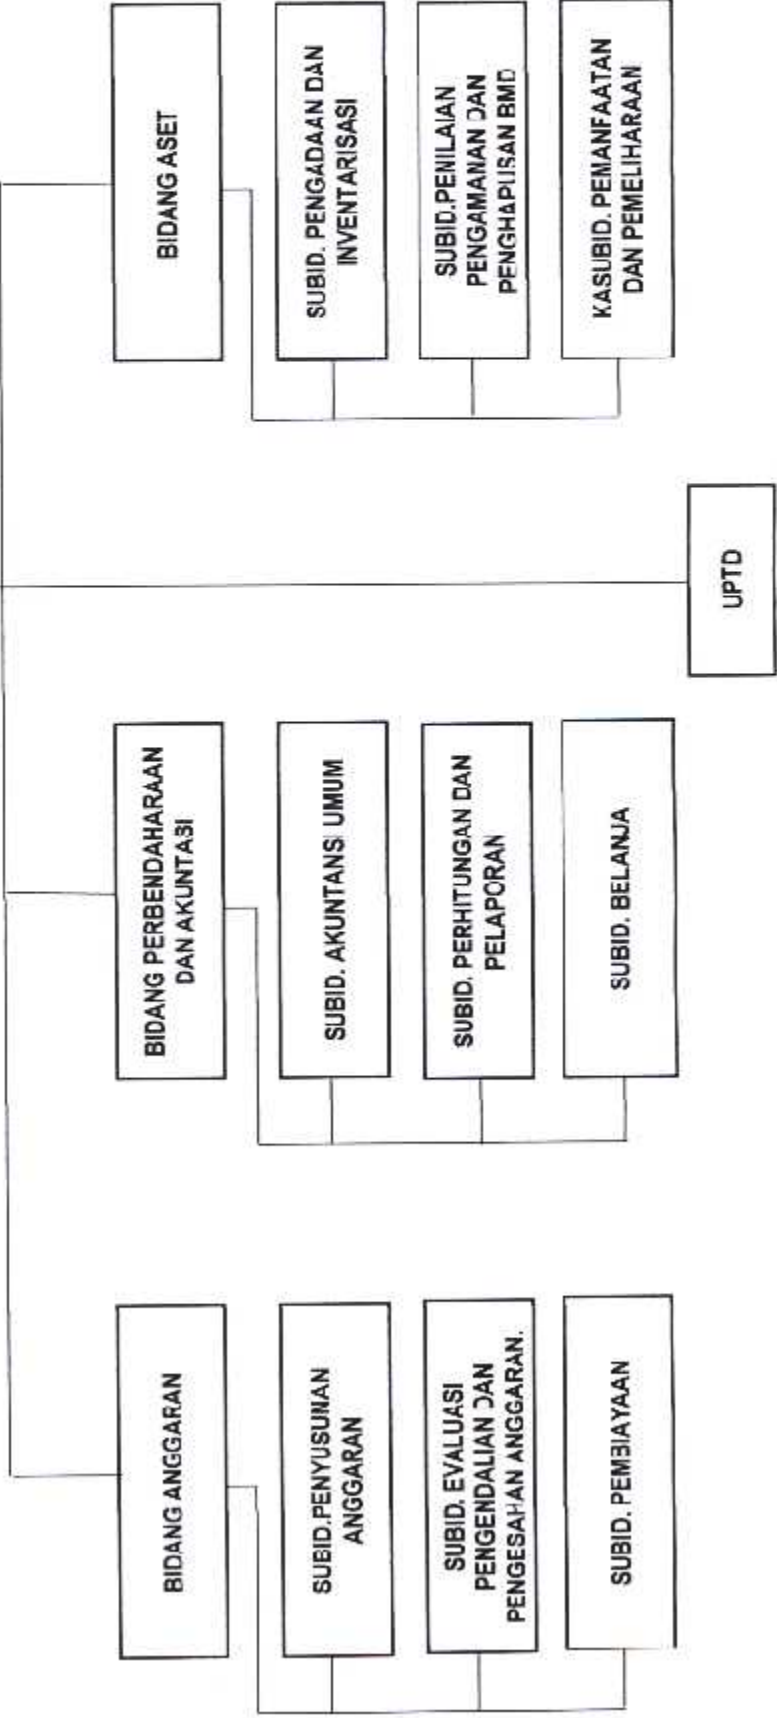 BIDANG ANGGARAN
SUBID.PENYUSUNAN
ANGGARAN
SUBID. EVALUASI
PENGENDALIAN DAN
PENGESAHAN ANGGARAN.
SUBID. PEMBIAYAAN
BIDANG PERBENDAHARAAN
DAN AKUNTASI
SUBID. AKUNTANSI UMUM
SUBID. PERHITUNGAN DAN
PELAPORAN
SUBID. BELANJA
UPTD
BIDANG ASET
SUBID. PENGADAAN DAN
INVENTARISASI
SUBID.PENILAIAN
PENGAMANAN DAN
PENGHAPUSAN BMD
KASUBID. PEMANFAATAN
DAN PEMELIHARAAN